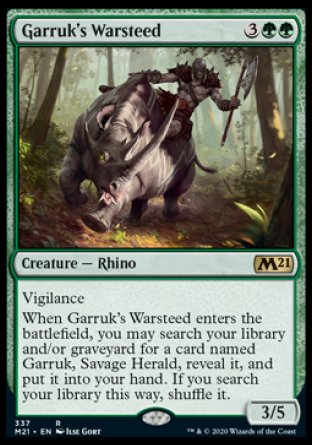 Garruk's Warsteed 3
Creature — Rhino M21
Vigilance
When Garruk's Warsteed enters the
battlefield, you may search your library
and/or graveyard for a card named
Garruk, Savage Herald, reveal it, and
put it into your hand. If you search
your library this way, shuffle it.
3/5
337 R
M21 • EN ILSE GORT ™ & © 2020 Wizards of the Coast